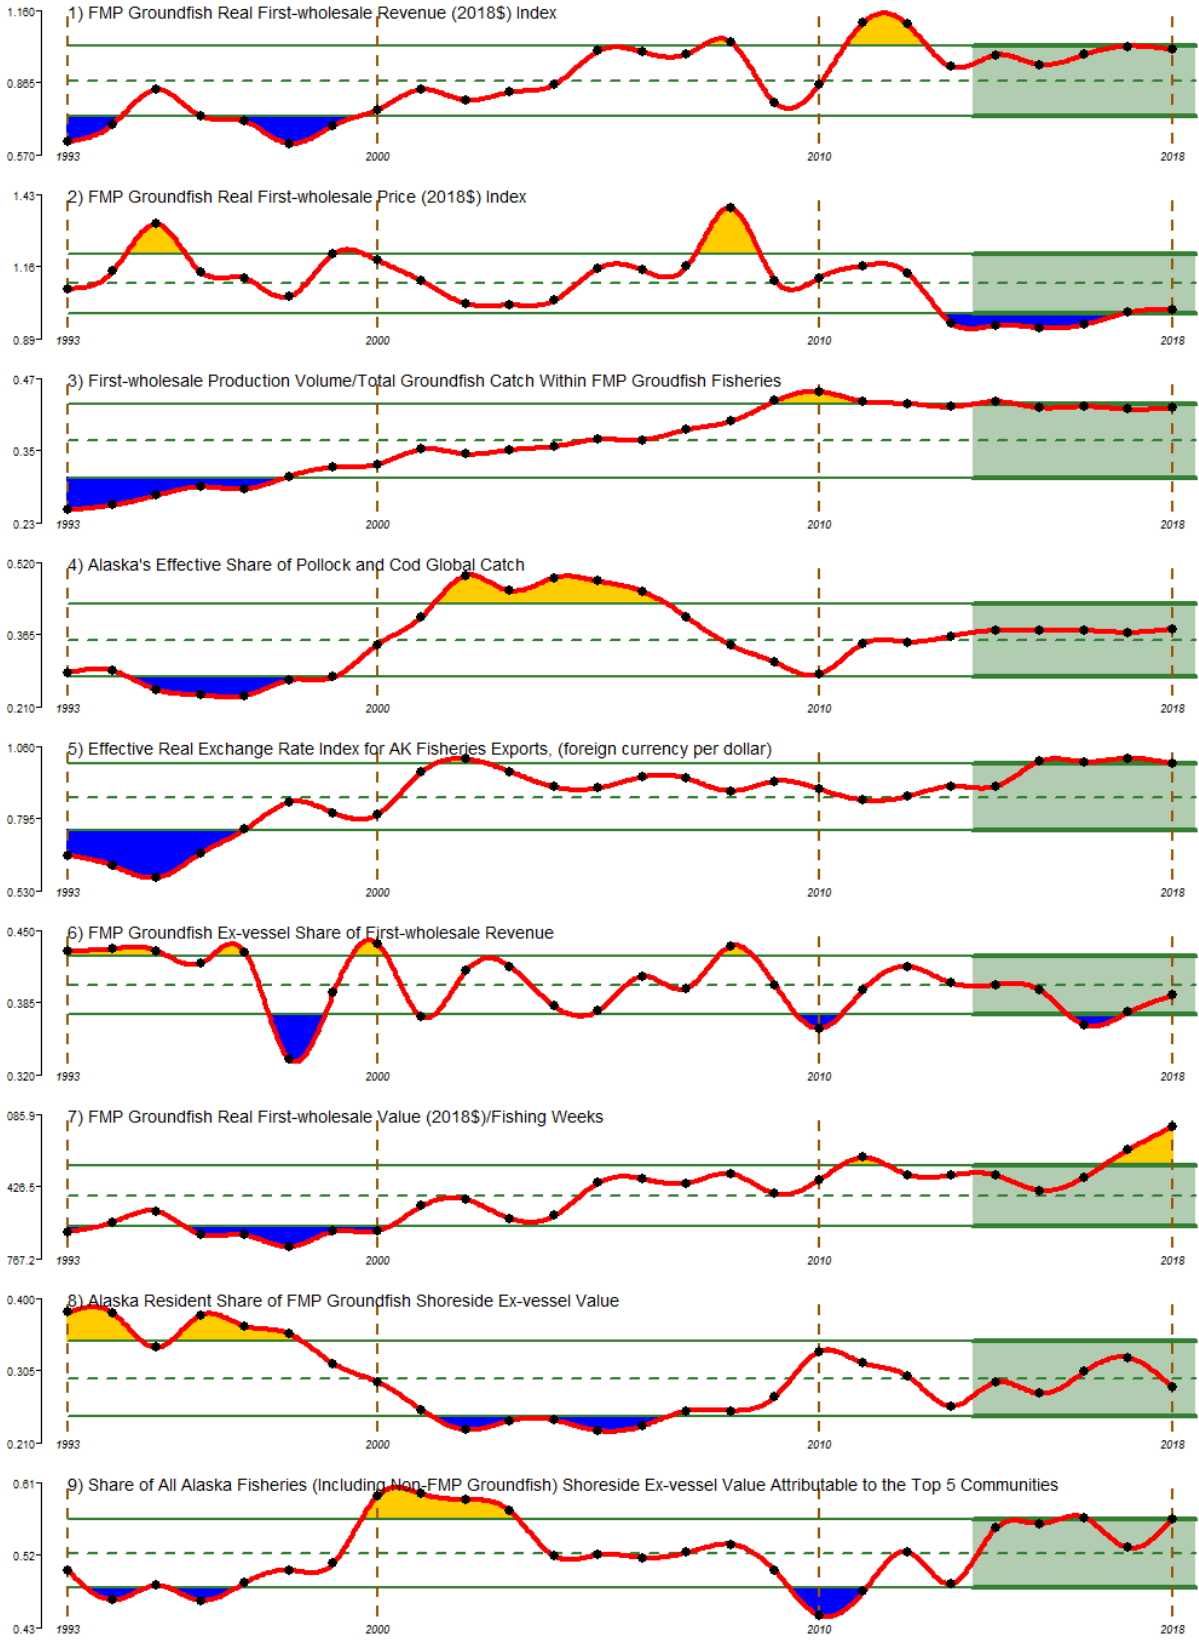 1) FMP Groundfish Real First-wholesale Revenue (2018$) Index
1.160
0.865
0.570
1993 2000 2010 2018
2) FMP Groundfish Real First-wholesale Price (2018$) Index
1.43
1.16
0.89
1993 2000 2010 2018
3) First-wholesale Production Volume/Total Groundfish Catch Within FMP Groudfish Fisheries
0.47
0.35
0.23
1993 2000 2010 2018
4) Alaska's Effective Share of Pollock and Cod Global Catch
0.520
0.365
0.210
1993 2000 2010 2018
5) Effective Real Exchange Rate Index for AK Fisheries Exports, (foreign currency per dollar)
1.060
0.795
0.530
1993 2000 2010 2018
6) FMP Groundfish Ex-vessel Share of First-wholesale Revenue
0.450
0.385
0.320
1993 2000 2010 2018
7) FMP Groundfish Real First-wholesale Value (2018$)/Fishing Weeks
085.9
426.5
767.2
1993 2000 2010 2018
8) Alaska Resident Share of FMP Groundfish Shoreside Ex-vessel Value
0.400
0.305
0.210
1993 2000 2010 2018
9) Share of All Alaska Fisheries (Including Non-FMP Groundfish) Shoreside Ex-vessel Value Attributable to the Top 5 Communities
0.61
0.52
0.43
1993 2000 2010 2018